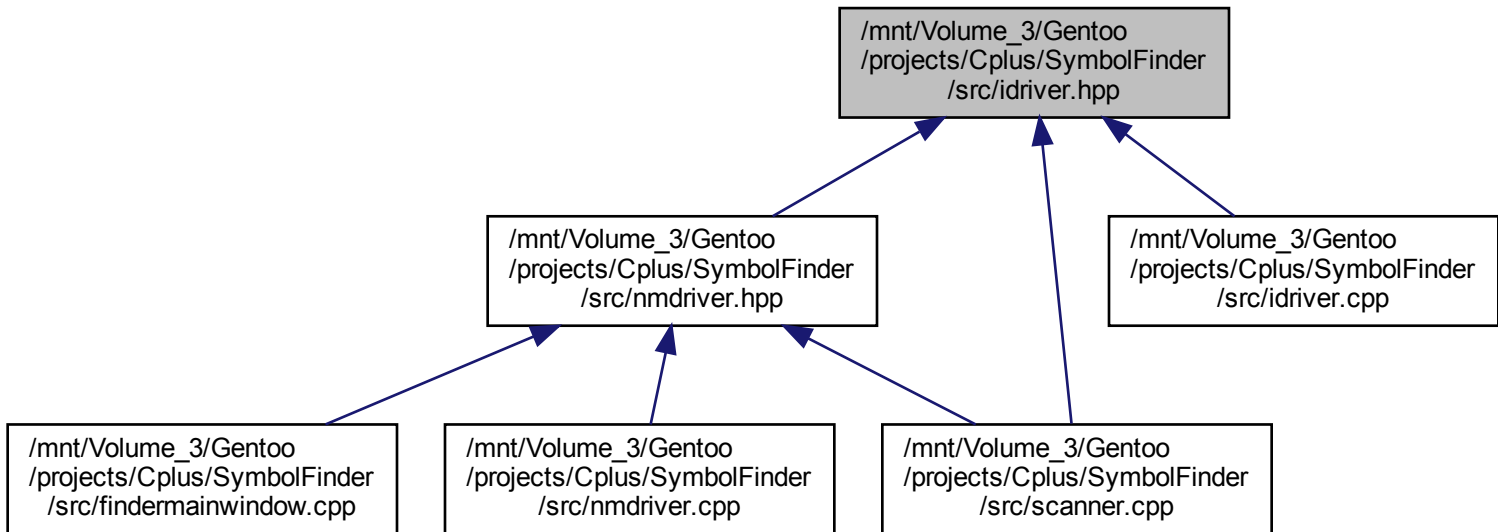 /mnt/Volume_3/Gentoo
/projects/Cplus/SymbolFinder
/src/idriver.hpp
/mnt/Volume_3/Gentoo
/projects/Cplus/SymbolFinder
/src/nmdriver.hpp
/mnt/Volume_3/Gentoo
/projects/Cplus/SymbolFinder
/src/idriver.cpp
/mnt/Volume_3/Gentoo
/projects/Cplus/SymbolFinder
/src/findermainwindow.cpp
/mnt/Volume_3/Gentoo
/projects/Cplus/SymbolFinder
/src/nmdriver.cpp
/mnt/Volume_3/Gentoo
/projects/Cplus/SymbolFinder
/src/scanner.cpp